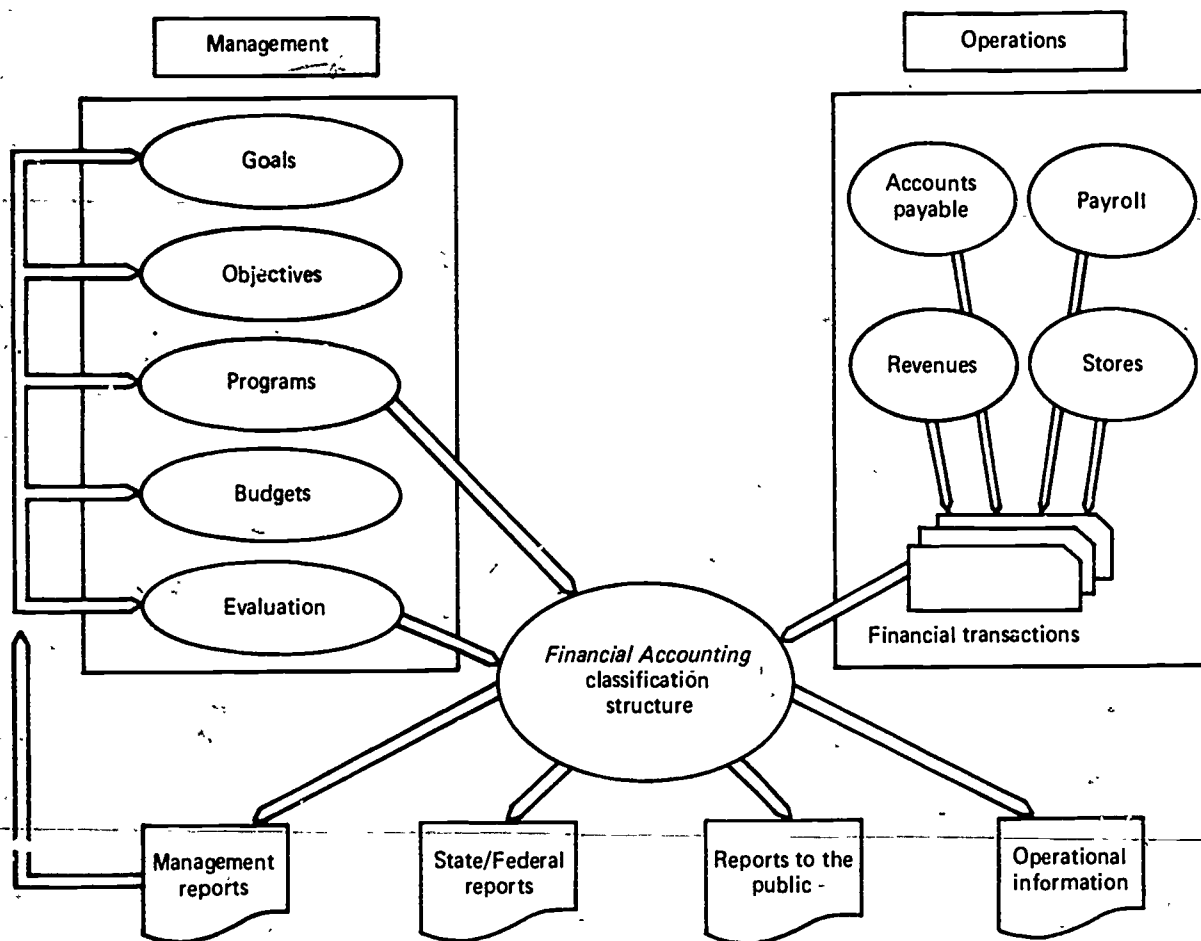 Management
Operations
Goals
Objectives
Programs
Budgets
Evaluation
Accounts
payable
Payroll
Revenues
Stores
Financial transactions
Financial Accounting
classification
structure
Management
reports
State/Federal
reports
Reports to the
public -
Operational
information